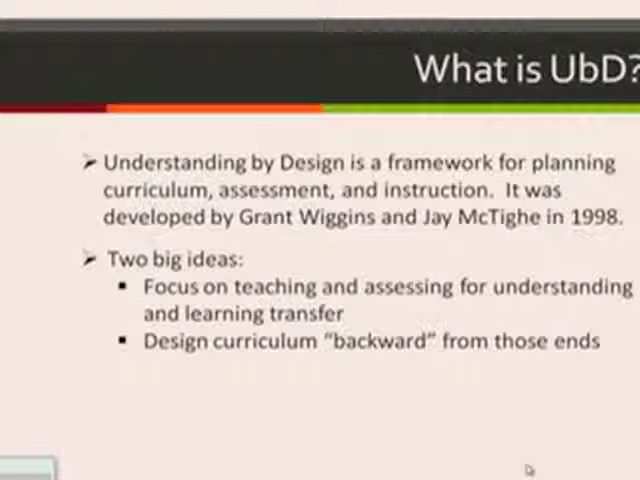 What is UbD?
➢ Understanding by Design is a framework for planning
curriculum, assessment, and instruction. It was
developed by Grant Wiggins and Jay McTighe in 1998.
➢ Two big ideas:
▪ Focus on teaching and assessing for understanding
and learning transfer
▪ Design curriculum “backward” from those ends